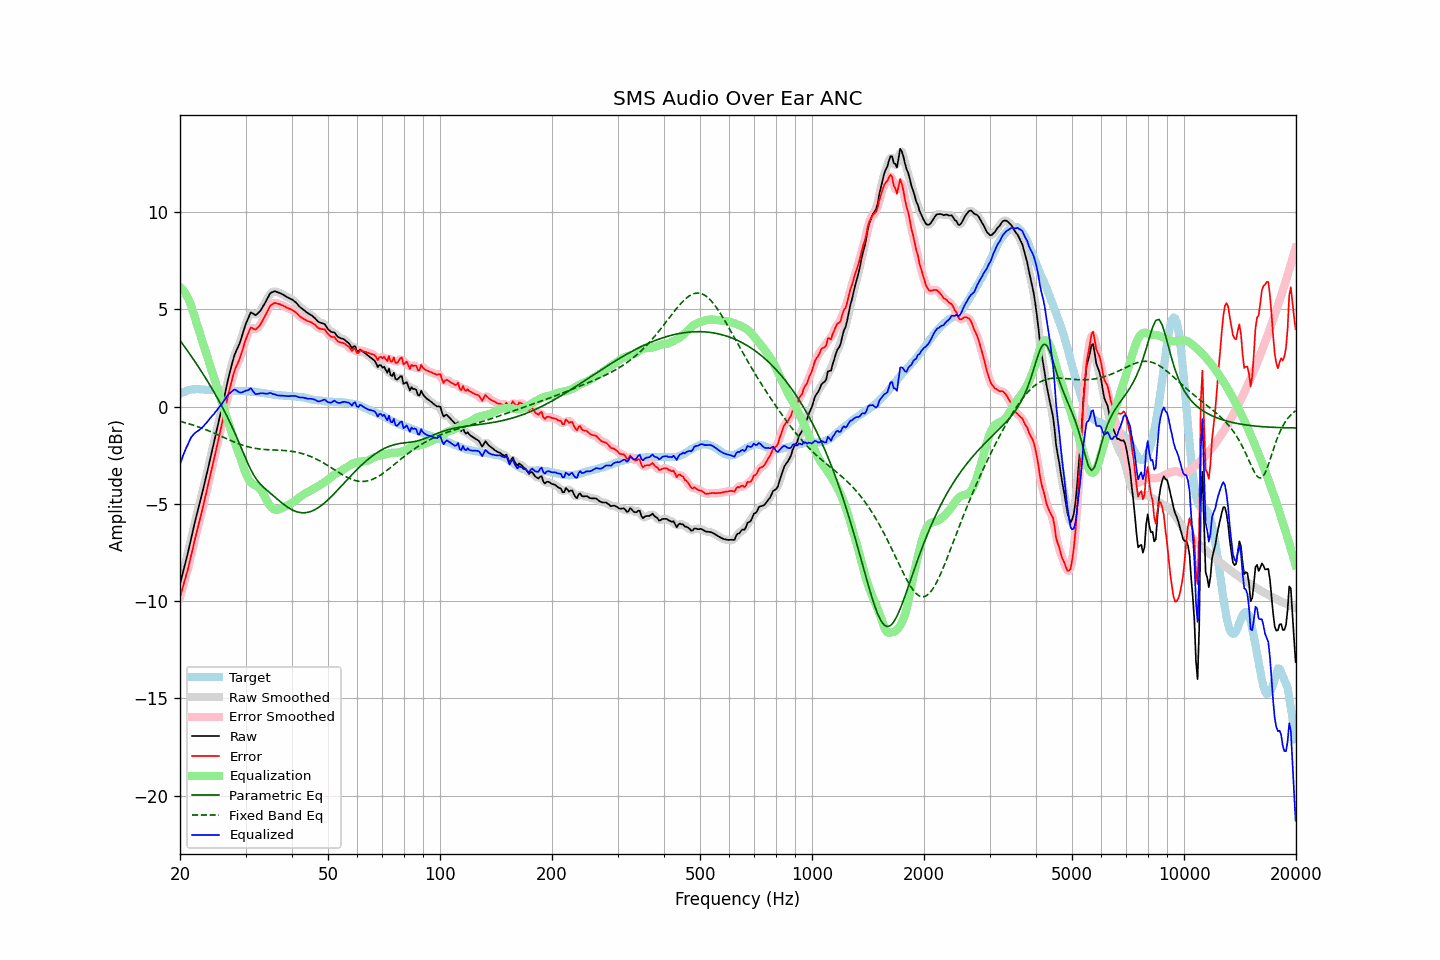 SMS Audio Over Ear ANC
Amplitude (dBr)
10
5
0
−5
−10
−15
−20
Target
Raw Smoothed
Error Smoothed
Raw
Error
Equalization
Parametric Eq
Fixed Band Eq
Equalized
20 50 100 200 500 1000 2000 5000 10000 20000
Frequency (Hz)